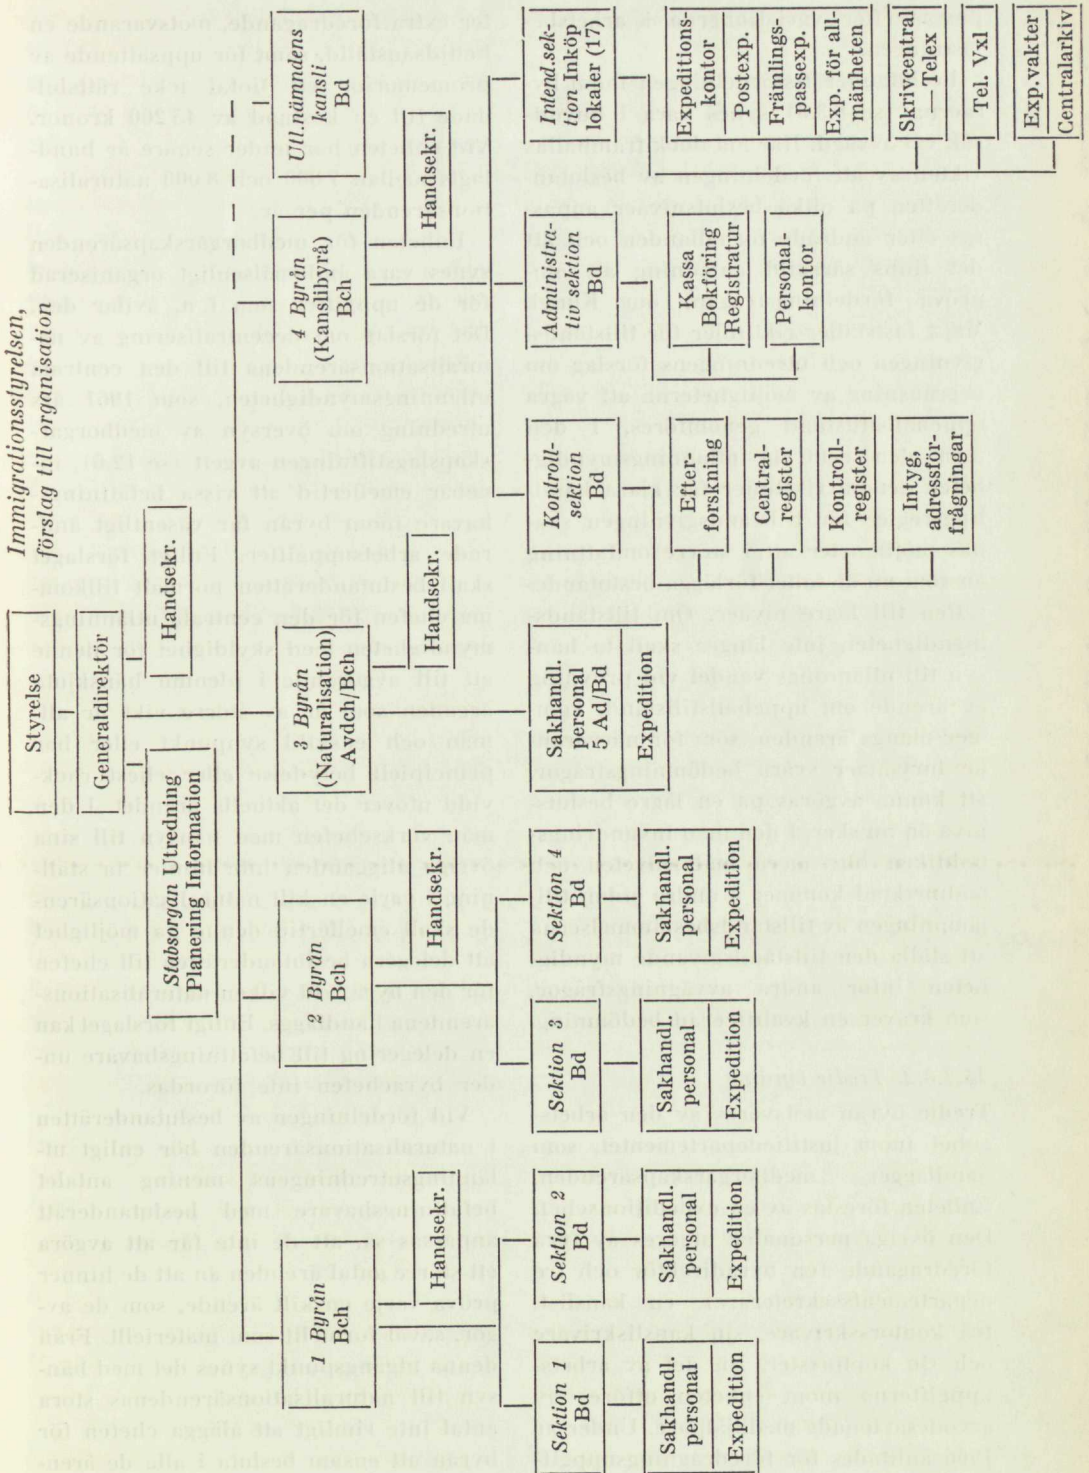 Immigrationsstyrelsen,
förslag till organisation
Styrelse
Generaldirektör
Handsekr.
Stabsorgan Utredning
Planering Information
1 Byrån
Bch
Handsekr.
2 Byrån
Bch
Handsekr.
3 Byrån
(Naturalisation)
Avdch/Bch
Handsekr.
4 Byrån
(Kanslibyrå)
Bch
Handsekr.
Utl.nämndens
kansli
Bd
Sektion 1
Bd
Sakhandl.
personal
Expedition
Sektion 2
Bd
Sakhandl.
personal
Expedition
Sektion 3
Bd
Sakhandl.
personal
Expedition
Sektion 4
Bd
Sakhandl.
personal
Expedition
Sakhandl.
personal
5 Ad/Bd
Expedition
Kontroll-
sektion
Bd
Efter-
forskning
Central-
register
Kontroll-
register
Intyg,
adressför-
frågningar
Administra-
tiv sektion
Bd
Kassa
Bokföring
Registratur
Personal-
kontor
Intend.sek-
tion Inköp
lokaler (17)
Expeditions-
kontor
Postexp.
Främlings
passexp.
Exp. för all-
mänheten
Skrivcentral
Telex
Tel. Vxl
Exp.vakter
Centralarkiv